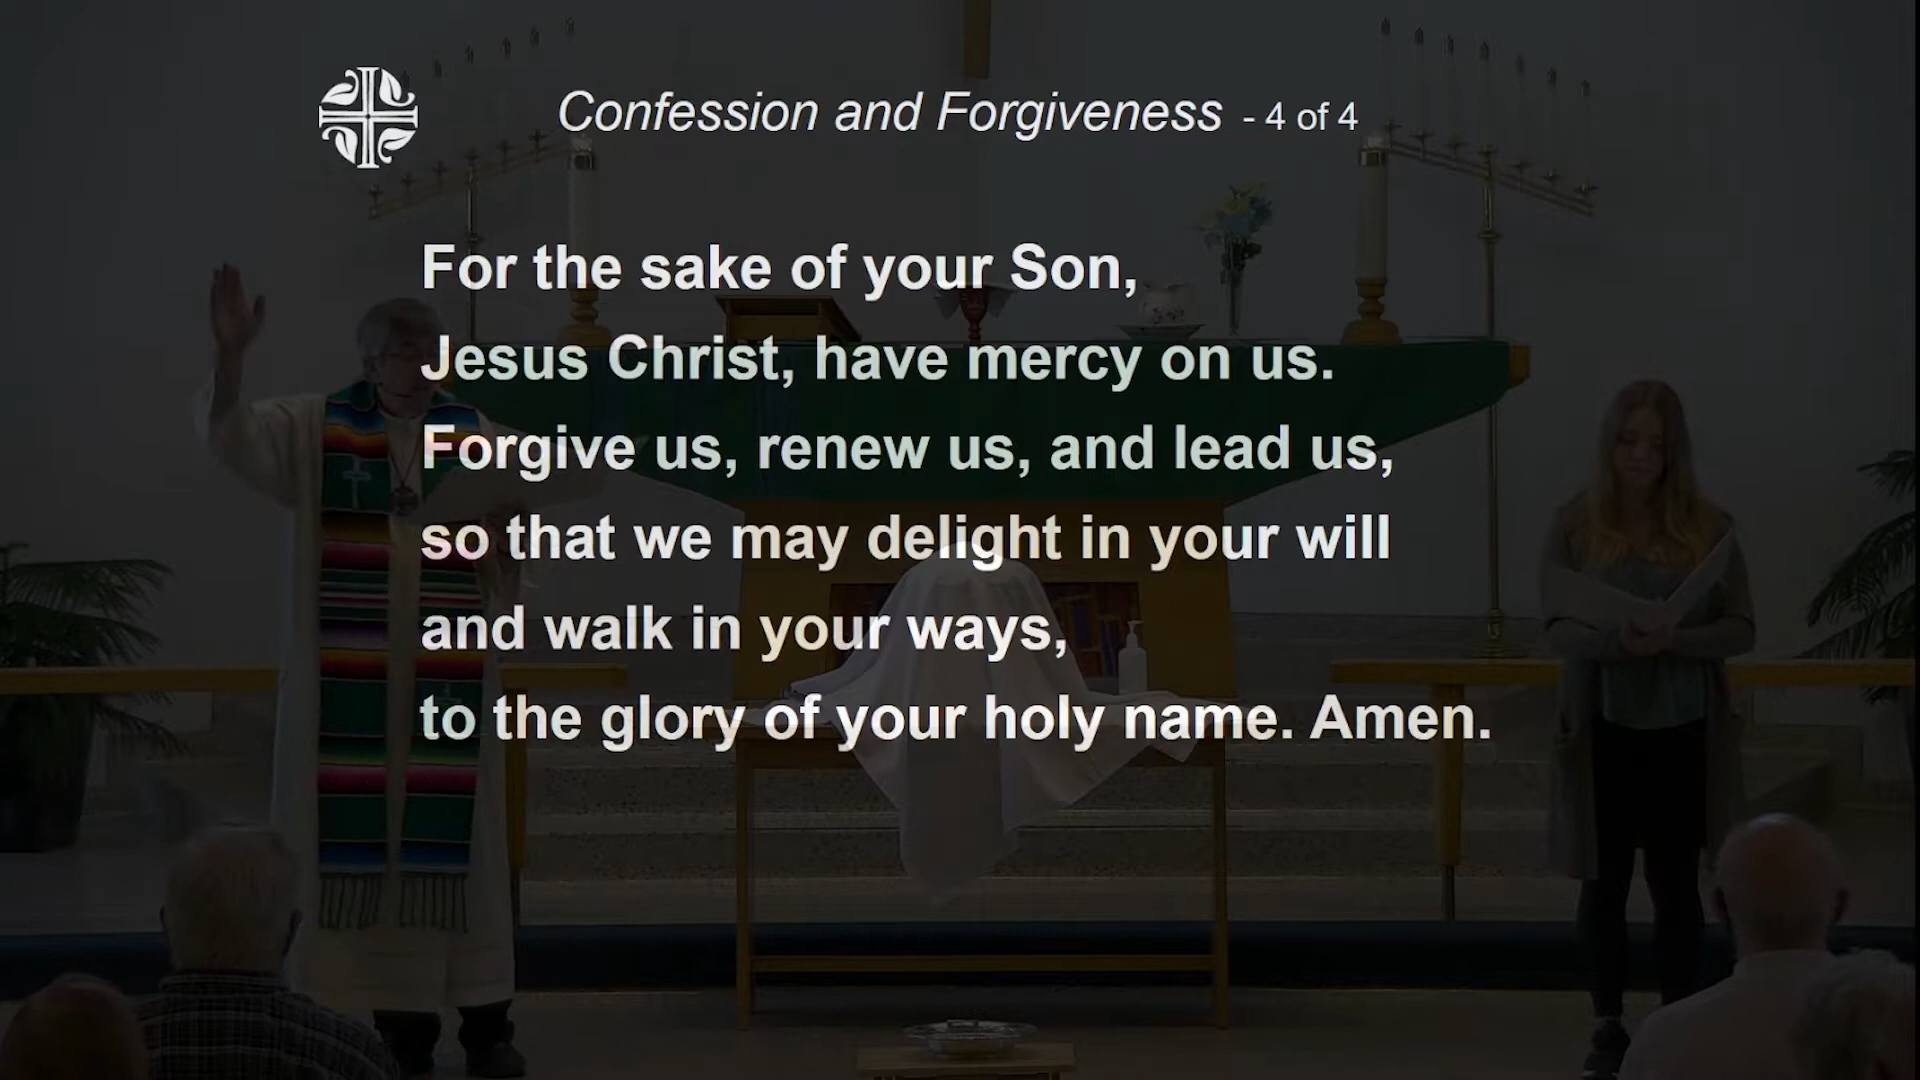 Confession and Forgiveness - 4 of 4
For the sake of your Son,
Jesus Christ, have mercy on us.
Forgive us, renew us, and lead us,
so that we may delight in your will
and walk in your ways,
to the glory of your holy name. Amen.